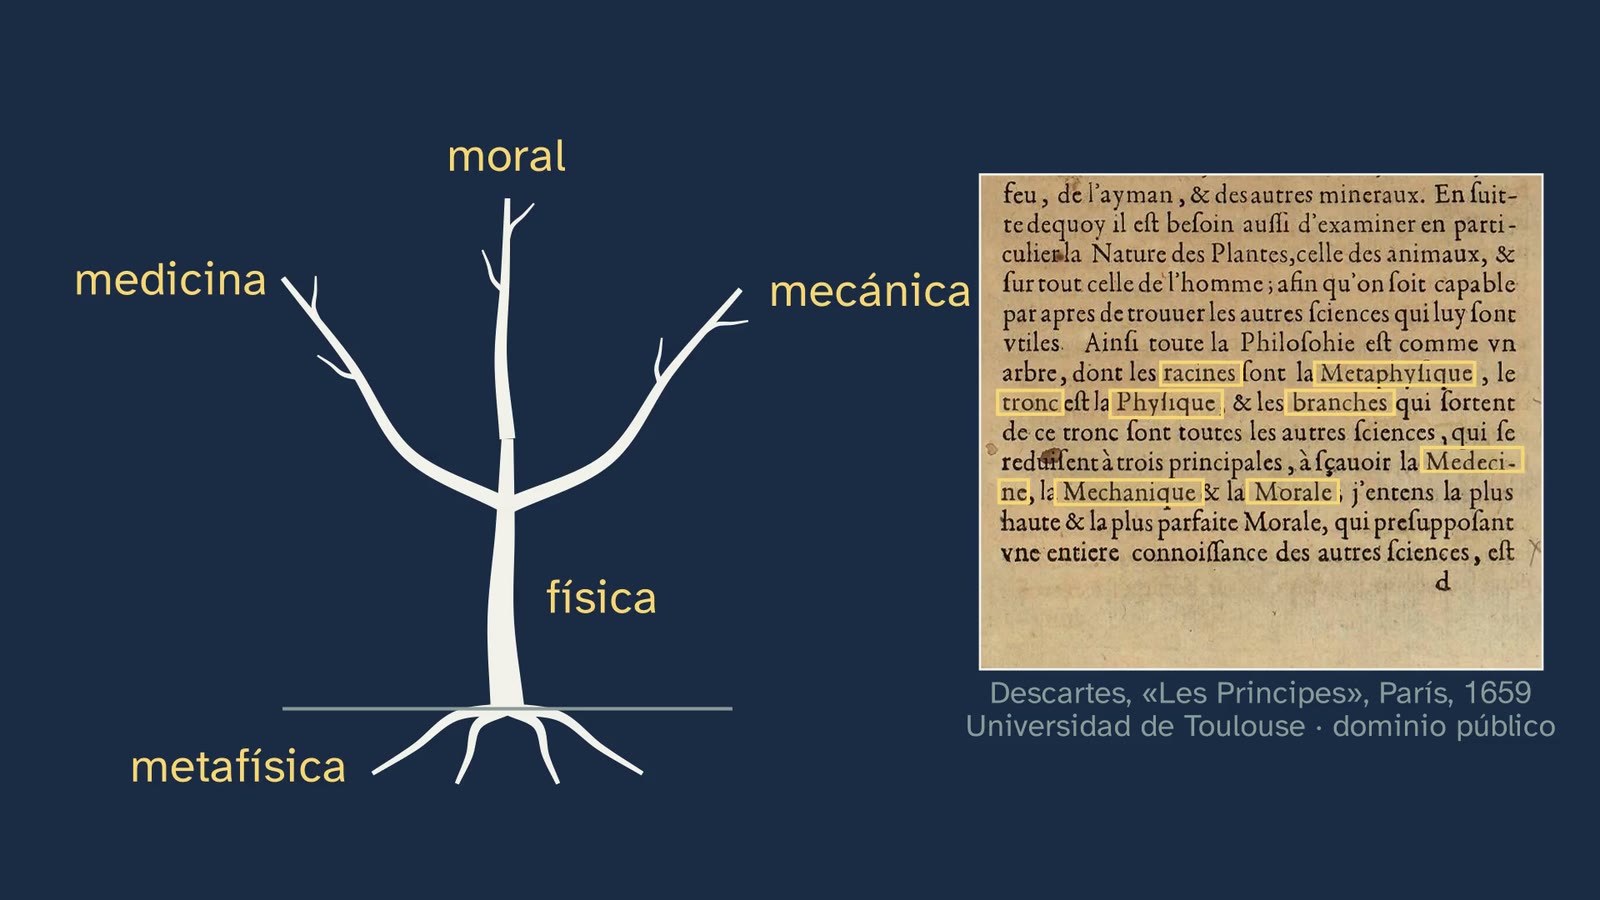 moral
medicina
mecánica
física
metafísica
feu, de l'ayman, & des autres mineraux. En ſuit-
te dequoy il eſt beſoin auſſi d'examiner en parti-
culier la Nature des Plantes, celle des animaux, &
ſur tout celle de l'homme; afin qu'on ſoit capable
par apres de trouuer les autres ſciences qui luy ſont
vtiles. Ainſi toute la Philoſohie eſt comme vn
arbre, dont les racines ſont la Metaphyſique, le
tronc eſt la Phyſique, & les branches qui ſortent
de ce tronc ſont toutes les autres ſciences, qui ſe
reduiſent à trois principales, à ſçauoir la Medeci-
ne, la Mechanique & la Morale; j'entens la plus
haute & la plus parfaite Morale, qui preſuppoſant
vne entiere connoiſſance des autres ſciences, eſt
d
Descartes, «Les Principes», París, 1659
Universidad de Toulouse · dominio público